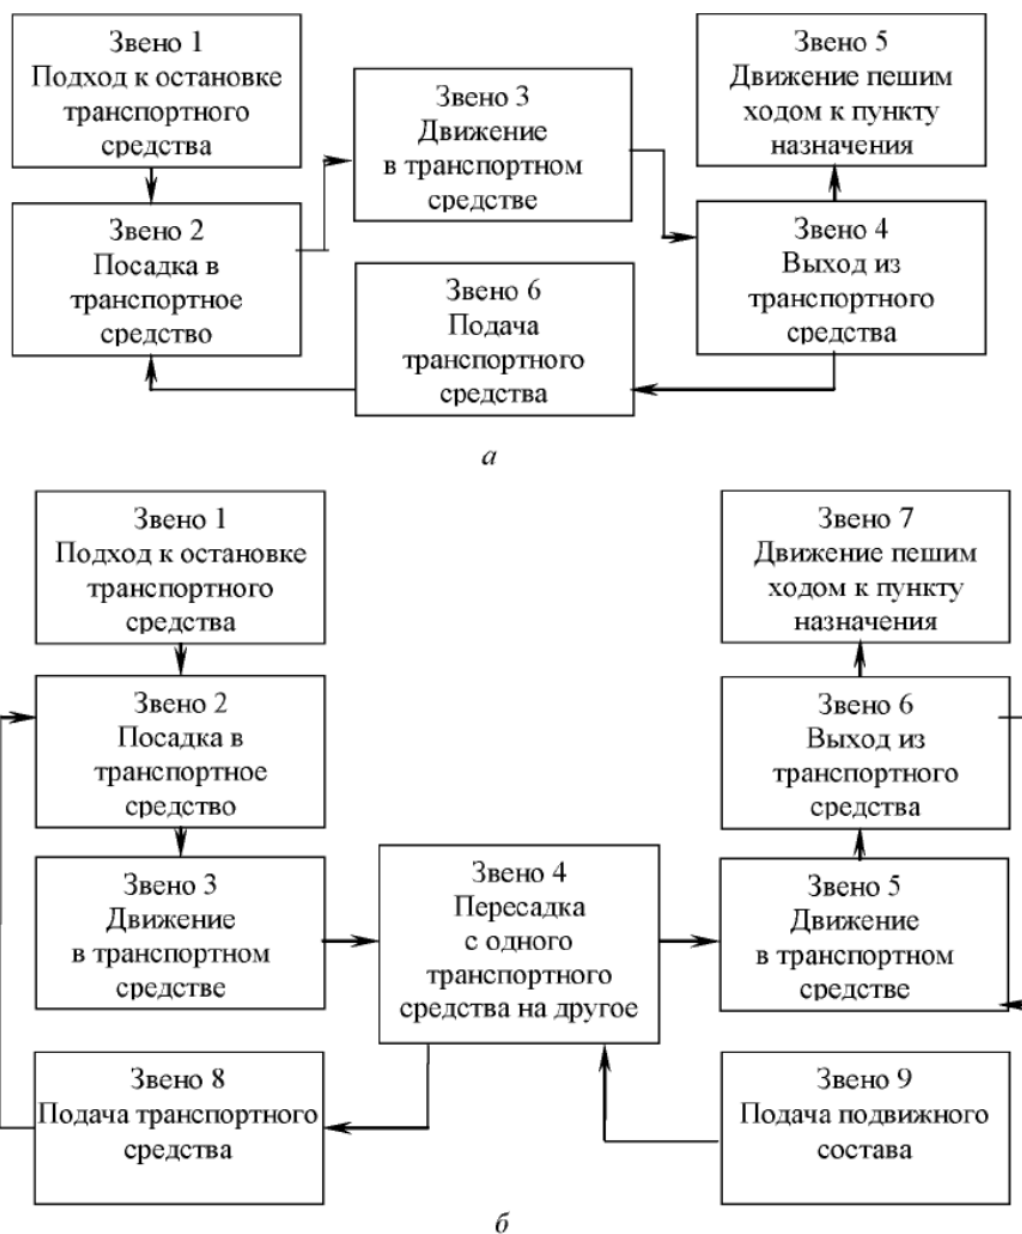 Звено 1
Подход к остановке
транспортного
средства
Звено 2
Посадка в
транспортное
средство
Звено 3
Движение
в транспортном
средстве
Звено 6
Подача
транспортного
средства
Звено 5
Движение пешим
ходом к пункту
назначения
Звено 4
Выход из
транспортного
средства
а
Звено 1
Подход к остановке
транспортного
средства
Звено 2
Посадка в
транспортное
средство
Звено 3
Движение
в транспортном
средстве
Звено 8
Подача транспортного
средства
Звено 4
Пересадка
с одного
транспортного
средства на другое
Звено 7
Движение пешим
ходом к пункту
назначения
Звено 6
Выход из
транспортного
средства
Звено 5
Движение
в транспортном
средстве
Звено 9
Подача подвижного
состава
б